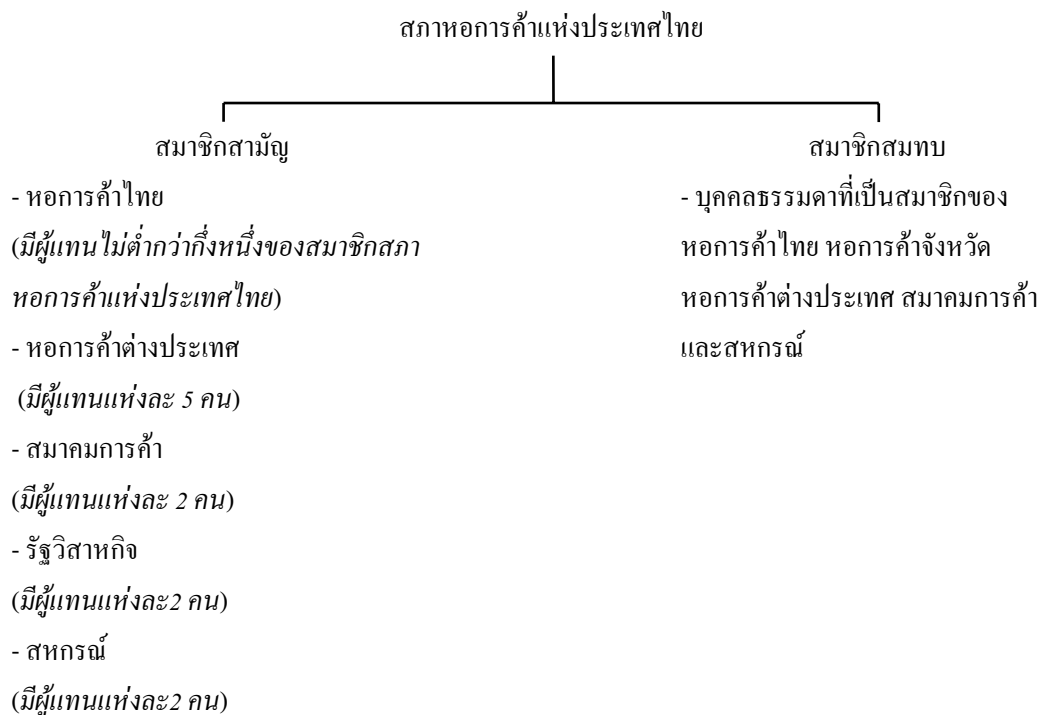 สภาหอการค้าแห่งประเทศไทย
สมาชิกสามัญ
- หอการค้าไทย
(มีผู้แทนไม่ต่ำกว่ากึ่งหนึ่งของสมาชิกสภา
หอการค้าแห่งประเทศไทย)
- หอการค้าต่างประเทศ
(มีผู้แทนแห่งละ 5 คน)
- สมาคมการค้า
(มีผู้แทนแห่งละ 2 คน)
- รัฐวิสาหกิจ
(มีผู้แทนแห่งละ2 คน)
- สหกรณ์
(มีผู้แทนแห่งละ2 คน)
สมาชิกสมทบ
- บุคคลธรรมดาที่เป็นสมาชิกของ
หอการค้าไทย หอการค้าจังหวัด
หอการค้าต่างประเทศ สมาคมการค้า
และสหกรณ์